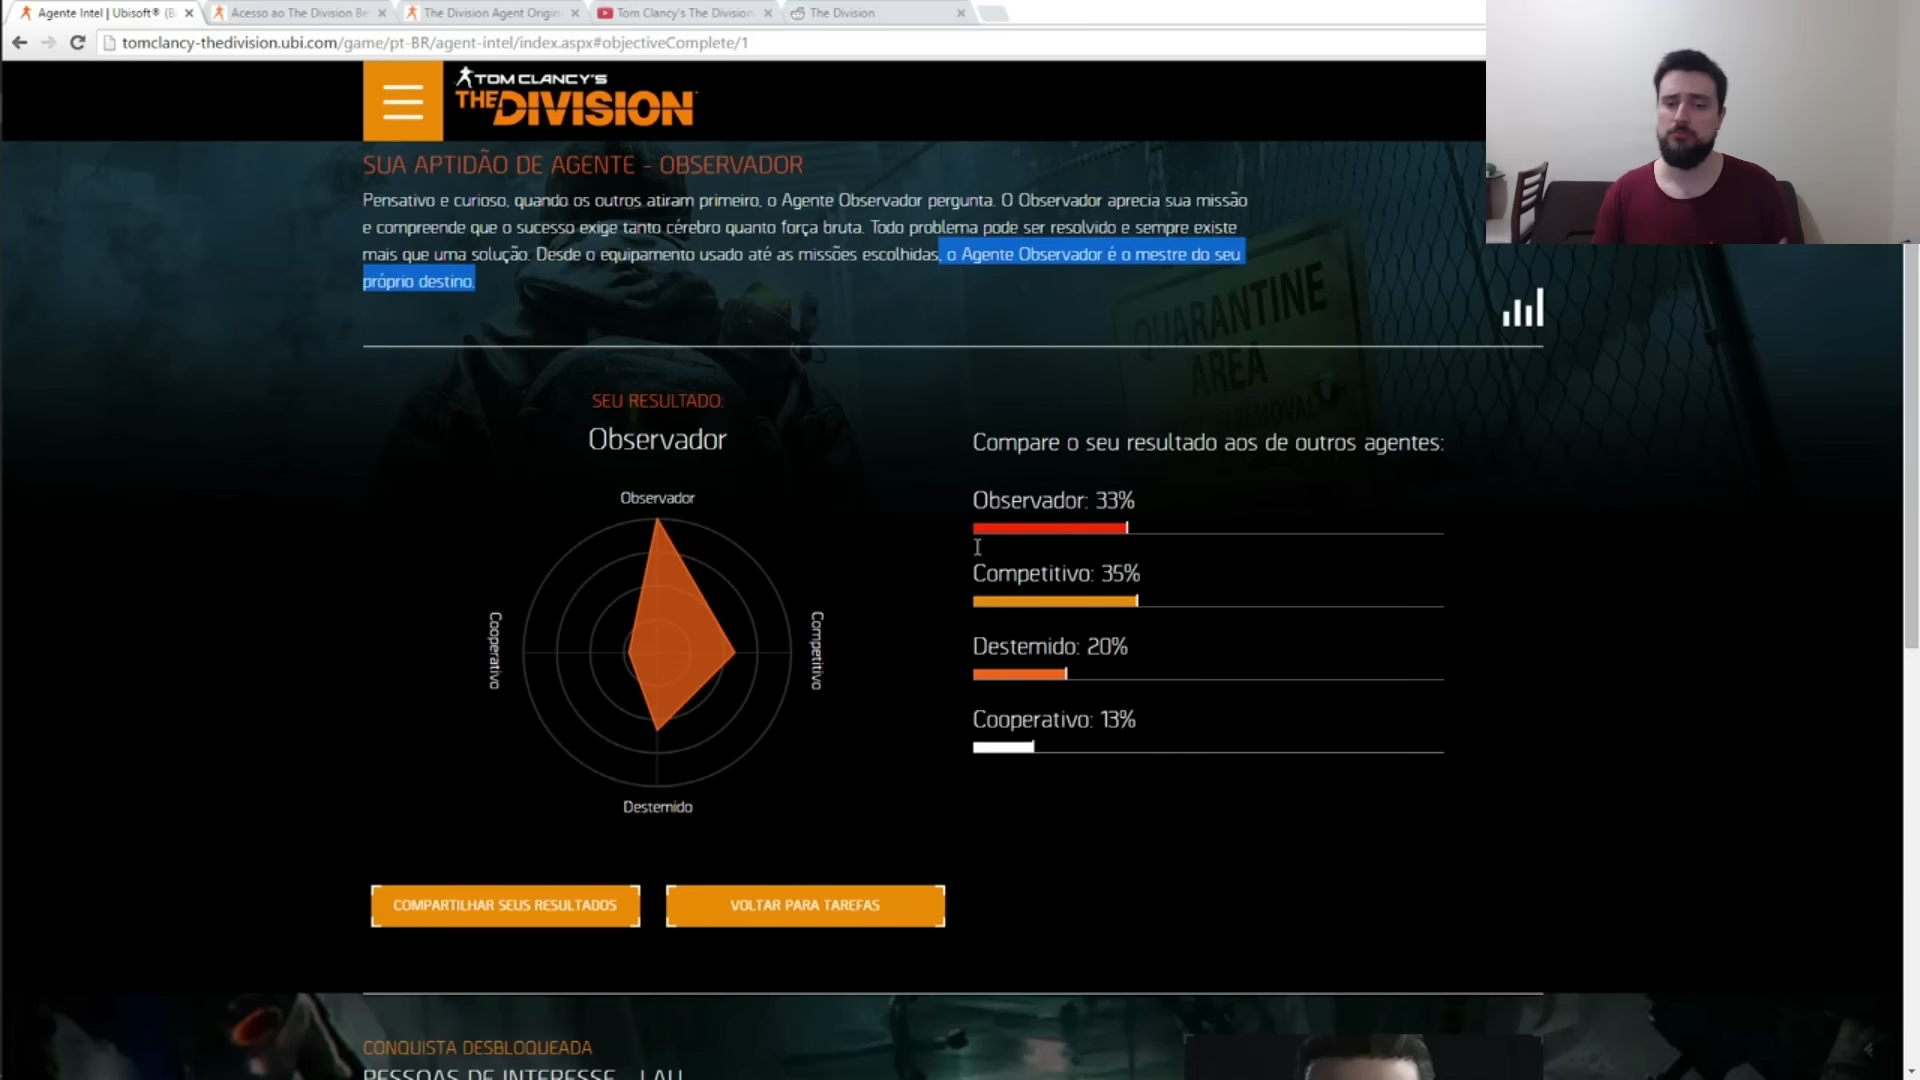 Agente Intel | Ubisoft® (B
Acesso ao The Division Be
The Division Agent Origin
Tom Clancy's The Division
The Division
tomclancy-thedivision.ubi.com/game/pt-BR/agent-intel/index.aspx#objectiveComplete/1
TOM CLANCY'S
THE DIVISION
SUA APTIDÃO DE AGENTE - OBSERVADOR
Pensativo e curioso, quando os outros atiram primeiro, o Agente Observador pergunta. O Observador aprecia sua missão
e compreende que o sucesso exige tanto cérebro quanto força bruta. Todo problema pode ser resolvido e sempre existe
mais que uma solução. Desde o equipamento usado até as missões escolhidas, o Agente Observador é o mestre do seu
próprio destino.
QUARANTINE
AREA
REMOVAL
SEU RESULTADO:
Observador
Observador
Cooperativo
Competitivo
Destemido
Compare o seu resultado aos de outros agentes:
Observador: 33%
Competitivo: 35%
Destemido: 20%
Cooperativo: 13%
COMPARTILHAR SEUS RESULTADOS
VOLTAR PARA TAREFAS
CONQUISTA DESBLOQUEADA
PESSOAS DE INTERESSE - LAU